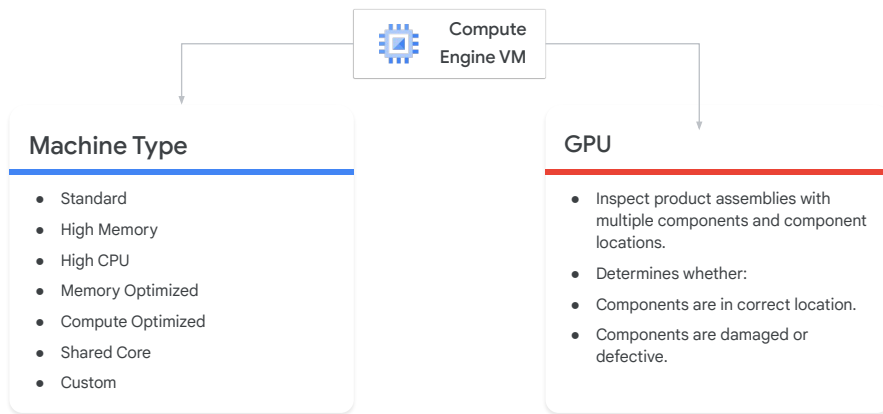 Compute
Engine VM
Machine Type
● Standard
● High Memory
● High CPU
● Memory Optimized
● Compute Optimized
● Shared Core
● Custom
GPU
● Inspect product assemblies with
multiple components and component
locations.
● Determines whether:
● Components are in correct location.
● Components are damaged or
defective.